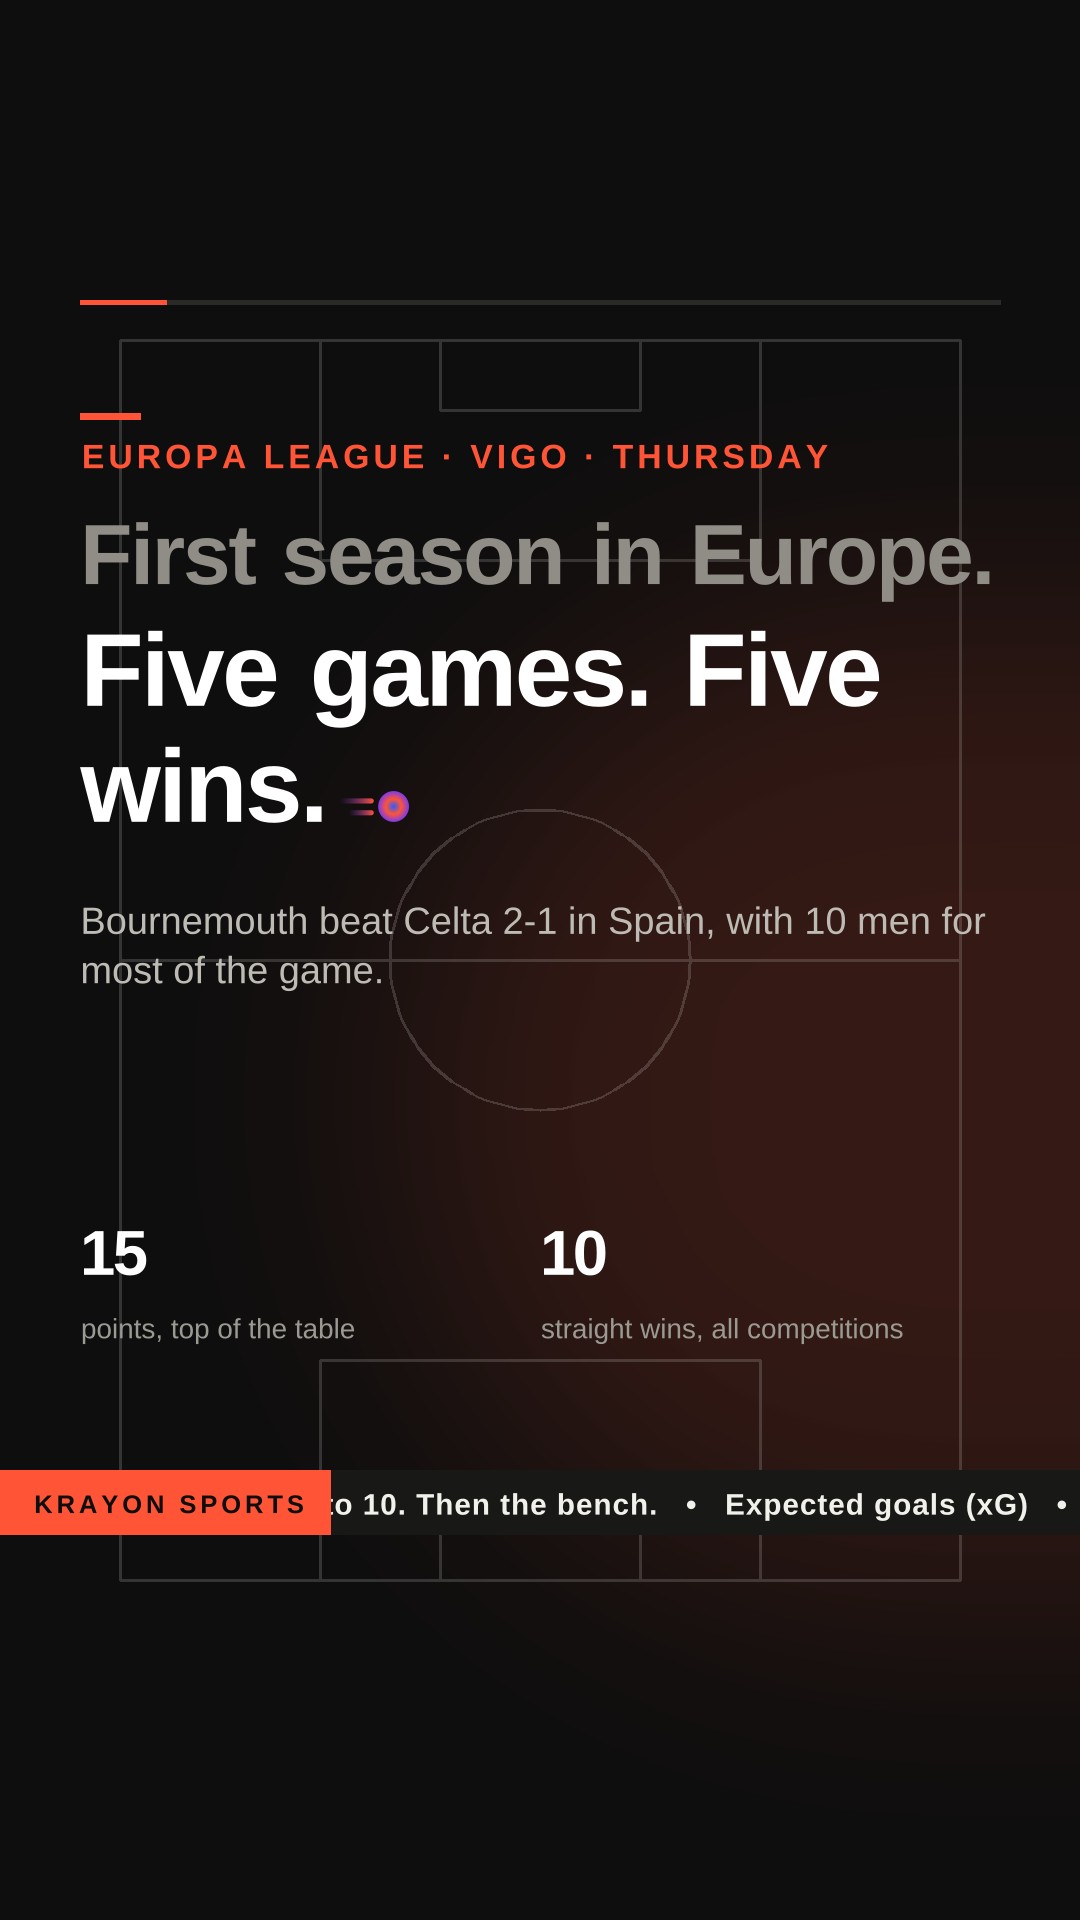 EUROPA LEAGUE · VIGO · THURSDAY
First season in Europe.
Five games. Five
wins.
Bournemouth beat Celta 2-1 in Spain, with 10 men for
most of the game.
15
points, top of the table
10
straight wins, all competitions
KRAYON SPORTS
to 10. Then the bench. • Expected goals (xG) •